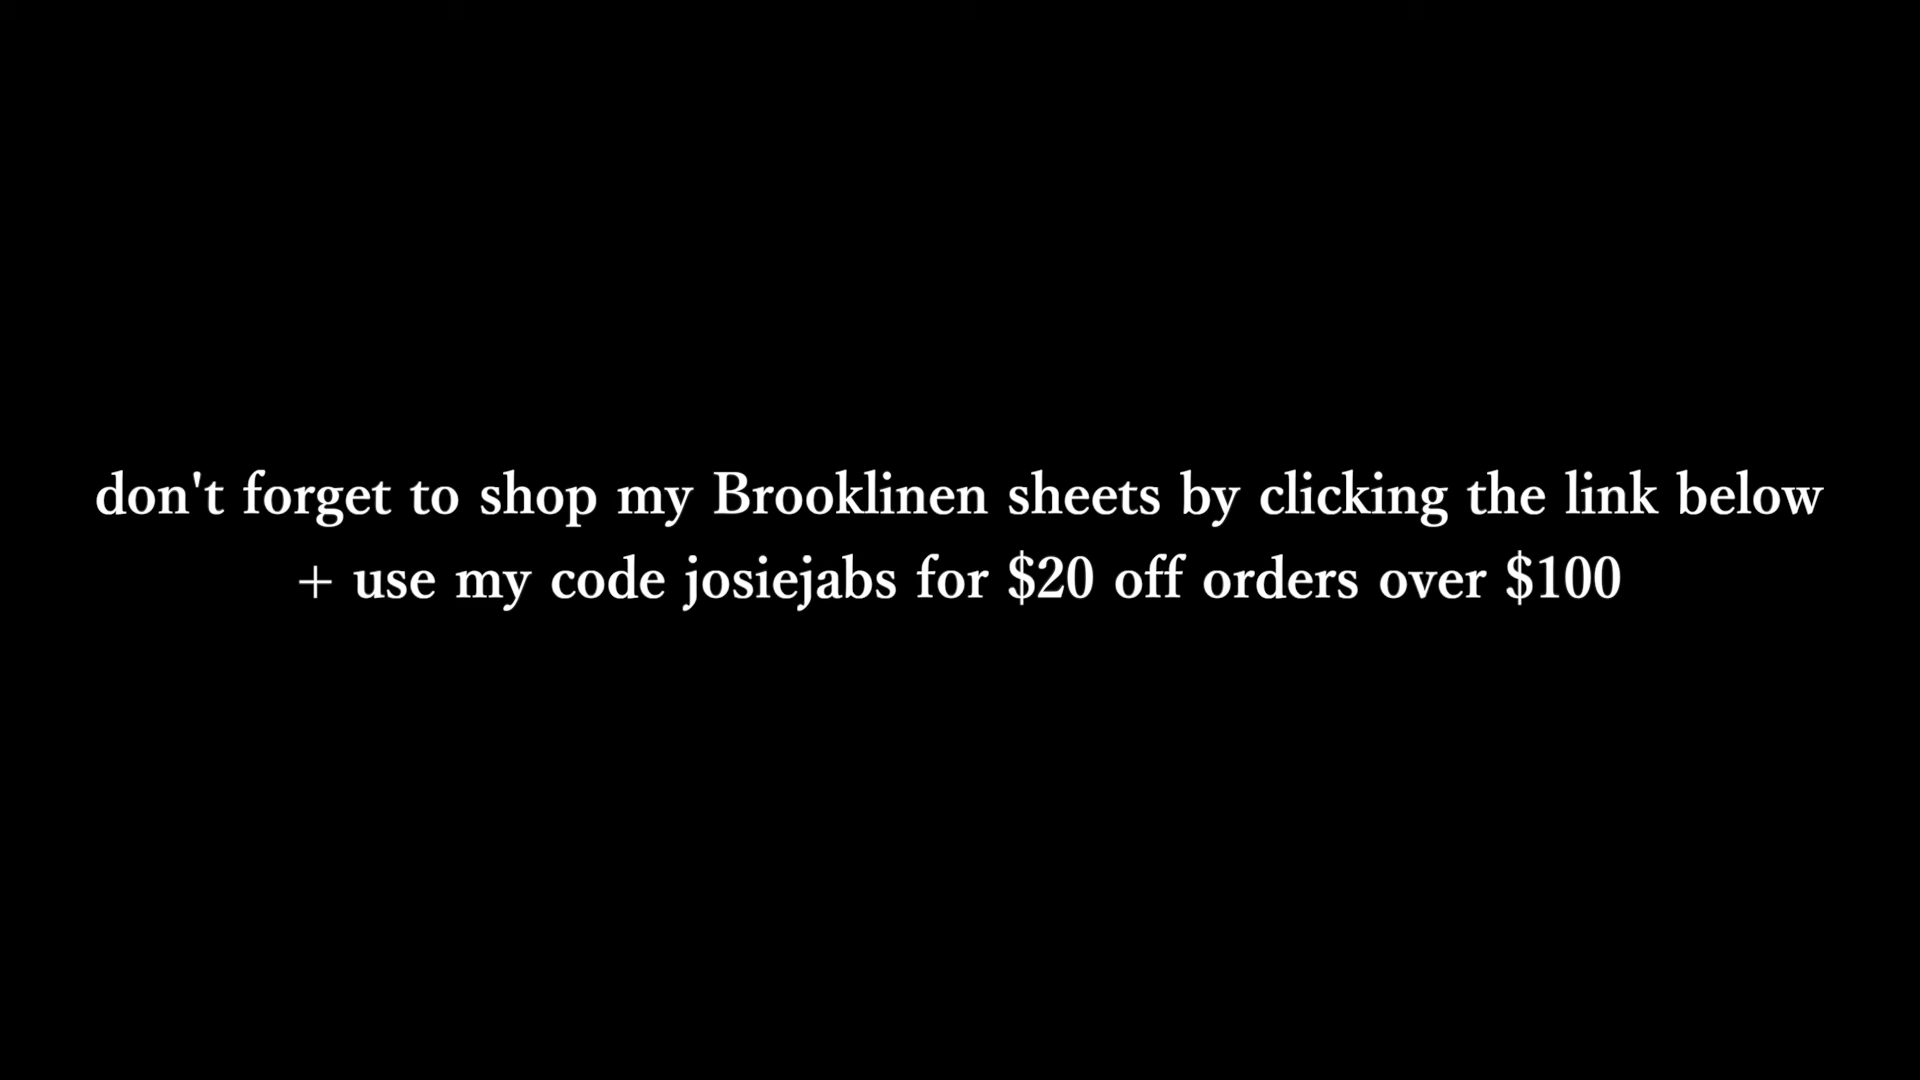 don't forget to shop my Brooklinen sheets by clicking the link below
+ use my code josiejabs for $20 off orders over $100